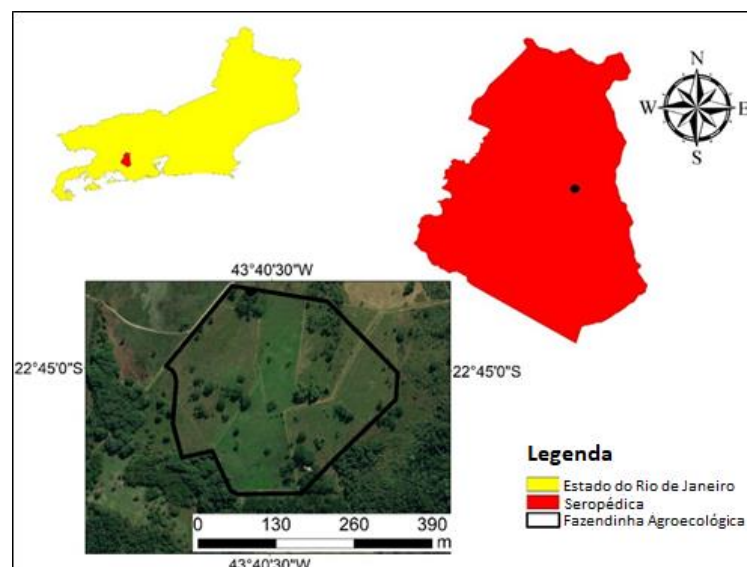 N
W E
S
43°40'30"W
22°45'0"S 22°45'0"S
Legenda
Estado do Rio de Janeiro
Seropédica
Fazendinha Agroecológica
0 130 260 390
m
43°40'30"W